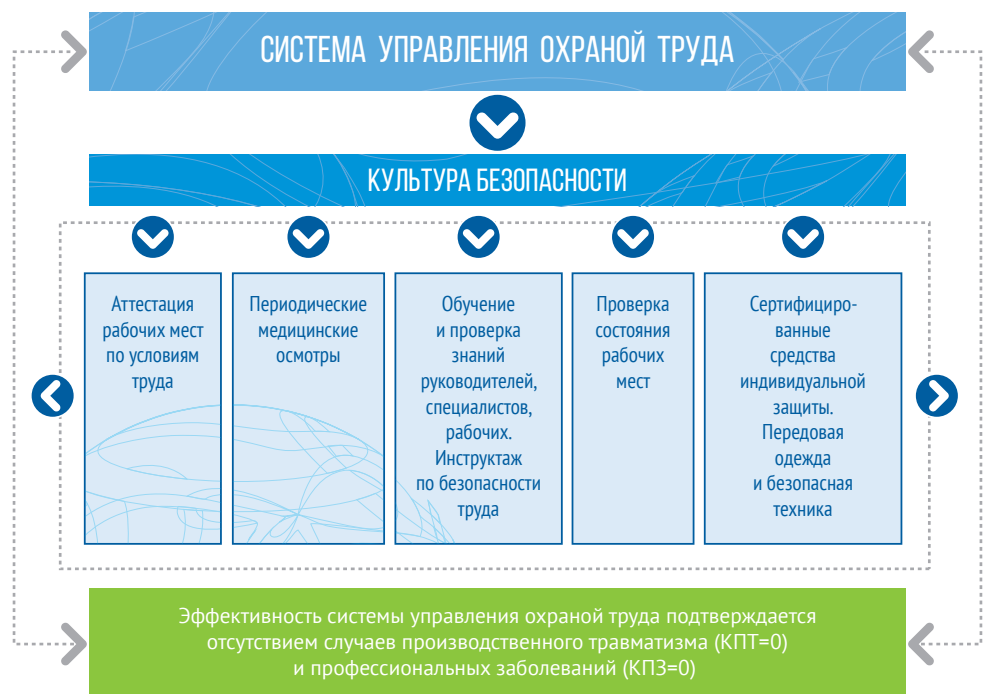 СИСТЕМА УПРАВЛЕНИЯ ОХРАНОЙ ТРУДА
КУЛЬТУРА БЕЗОПАСНОСТИ
Аттестация
рабочих мест
по условиям
труда
Периодические
медицинские
осмотры
Обучение
и проверка
знаний
руководителей,
специалистов,
рабочих.
Инструктаж
по безопасности
труда
Проверка
состояния
рабочих
мест
Сертифициро-
ванные
средства
индивидуальной
защиты.
Передовая
одежда
и безопасная
техника
Эффективность системы управления охраной труда подтверждается
отсутствием случаев производственного травматизма (КПТ=0)
и профессиональных заболеваний (КПЗ=0)